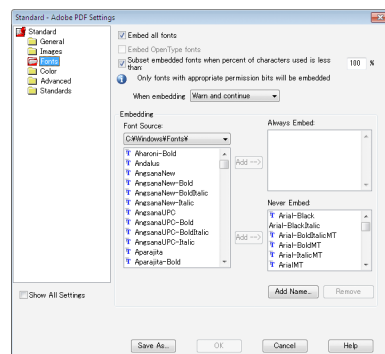 Standard - Adobe PDF Settings
Standard
General
Images
Fonts
Color
Advanced
Standards
Show All Settings
Embed all fonts
Embed OpenType fonts
Subset embedded fonts when percent of characters used is less than: 100 %
Only fonts with appropriate permission bits will be embedded
When embedding Warn and continue
Embedding
Font Source:
C:¥Windows¥Fonts¥
Aharoni-Bold
Andalus
AngsanaNew
AngsanaNew-Bold
AngsanaNew-BoldItalic
AngsanaNew-Italic
AngsanaUPC
AngsanaUPC-Bold
AngsanaUPC-BoldItalic
AngsanaUPC-Italic
Aparajita
Aparajita-Bold
Add -->
Add -->
Always Embed:
Never Embed:
Arial-Black
Arial-BlackItalic
Arial-BoldItalicMT
Arial-BoldMT
Arial-ItalicMT
ArialMT
Add Name...
Remove
Save As...
OK
Cancel
Help